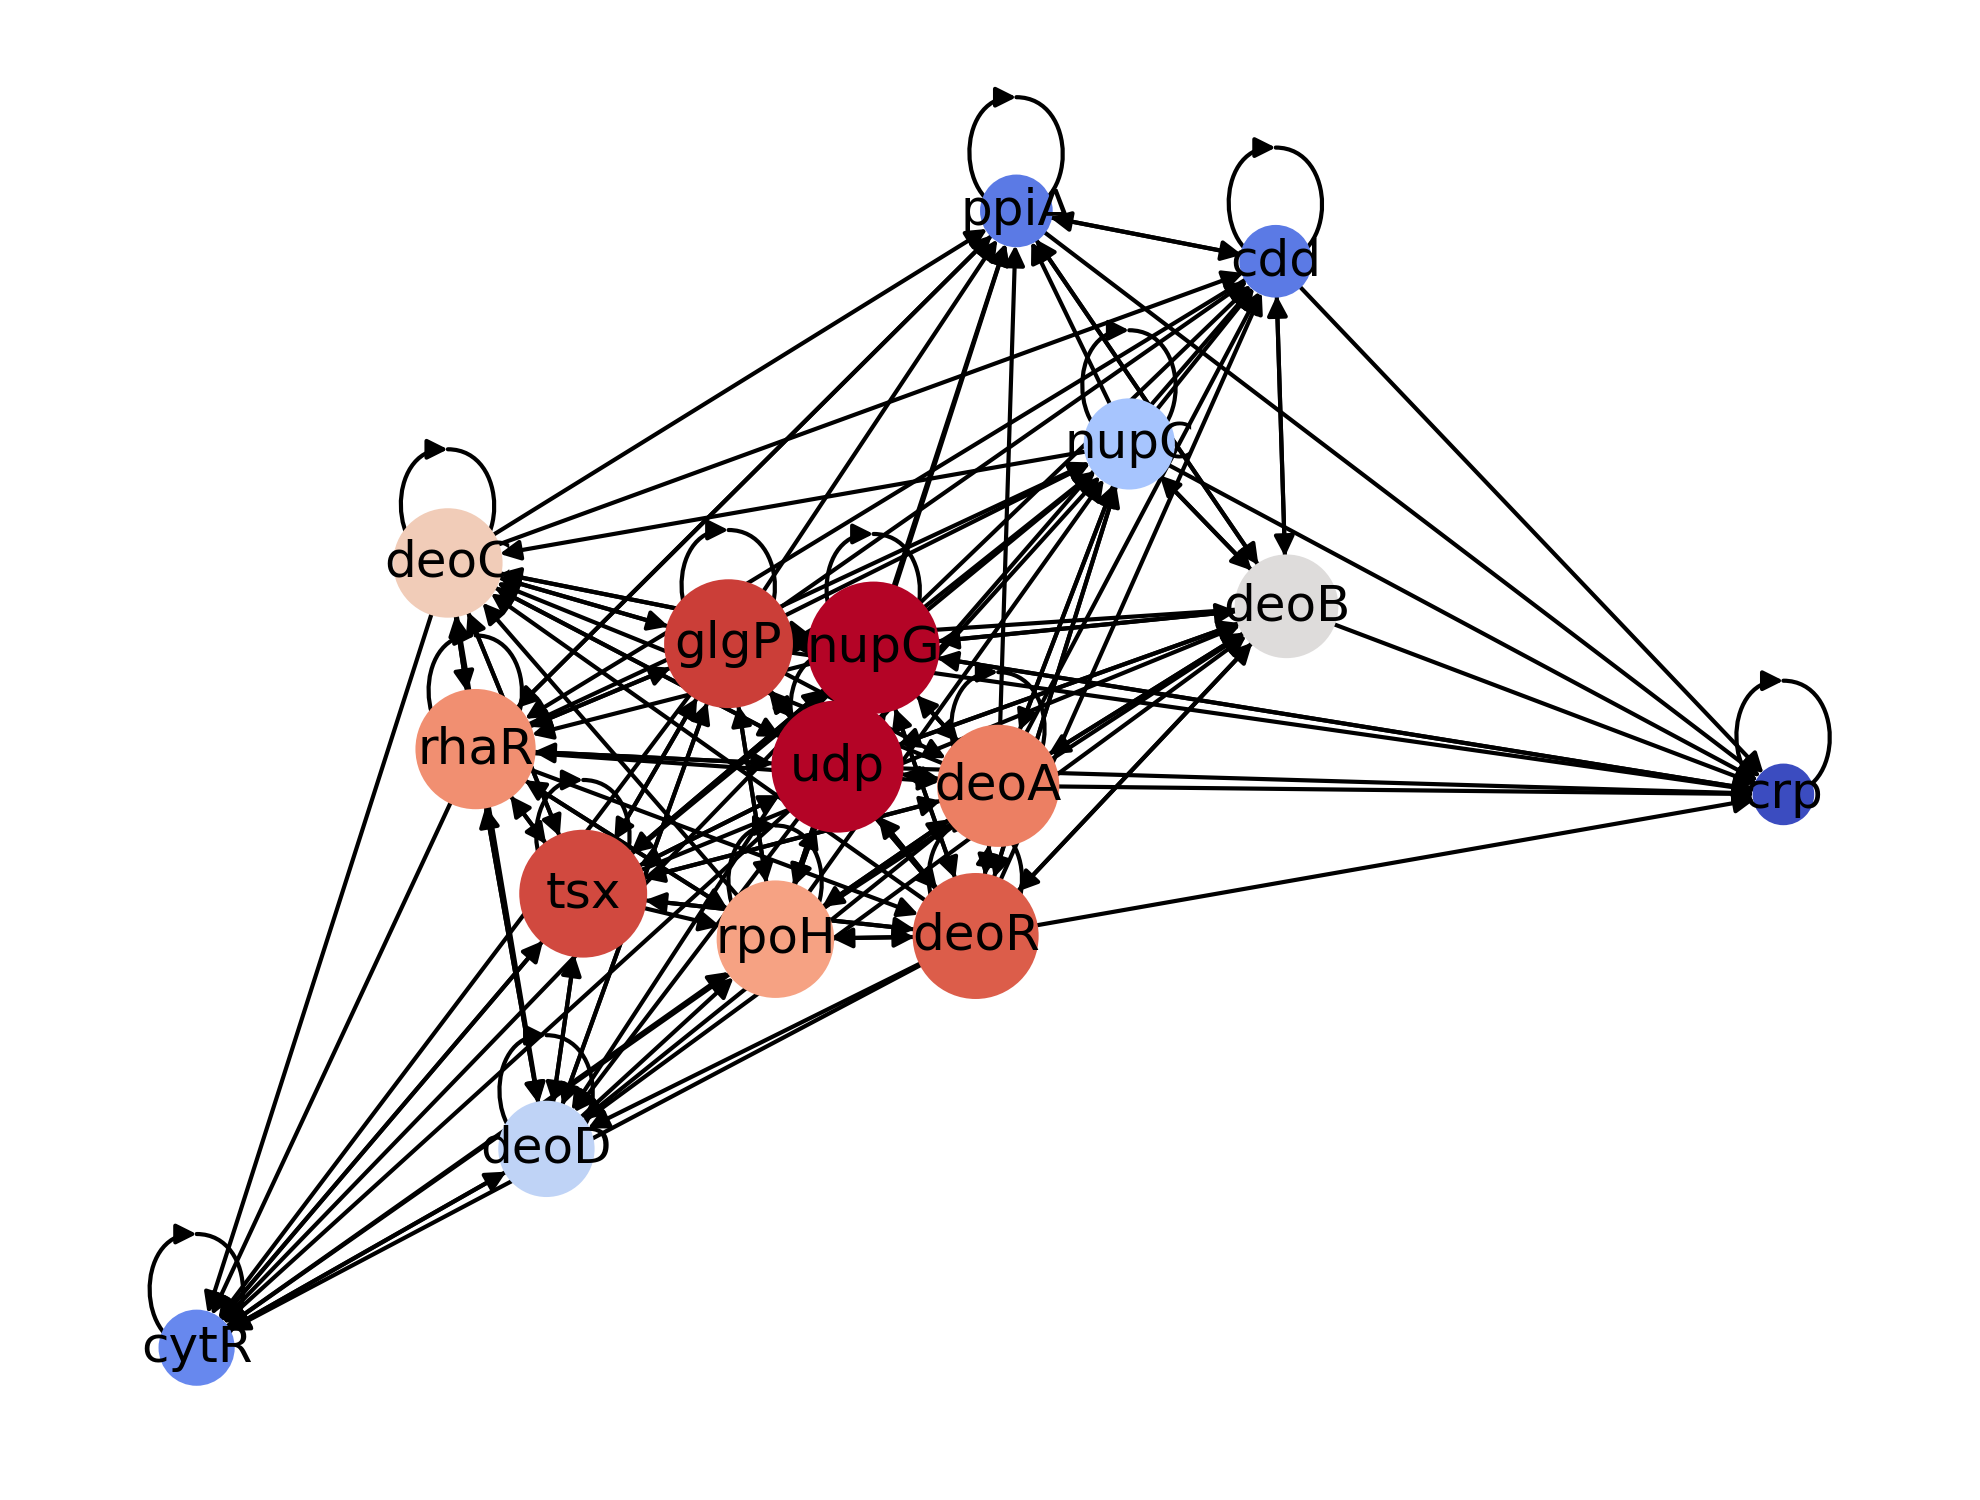 ppiA
cdd
nupC
deoC
deoB
glgP
nupG
rhaR
udp
deoA
crp
tsx
rpoH
deoR
deoD
cytR